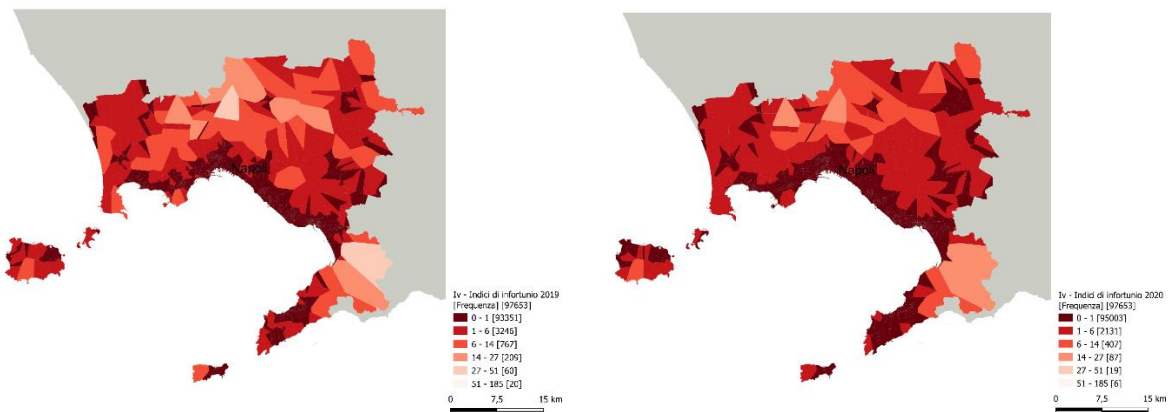 Napoli
Iv - Indici di infortunio 2019
[Frequenza] [97653]
0 - 1 [93351]
1 - 6 [3246]
6 - 14 [767]
14 - 27 [209]
27 - 51 [60]
51 - 185 [20]
0 7,5 15 km
Napoli
Iv - Indici di infortunio 2020
[Frequenza] [97653]
0 - 1 [95003]
1 - 6 [2131]
6 - 14 [407]
14 - 27 [87]
27 - 51 [19]
51 - 185 [6]
0 7,5 15 km